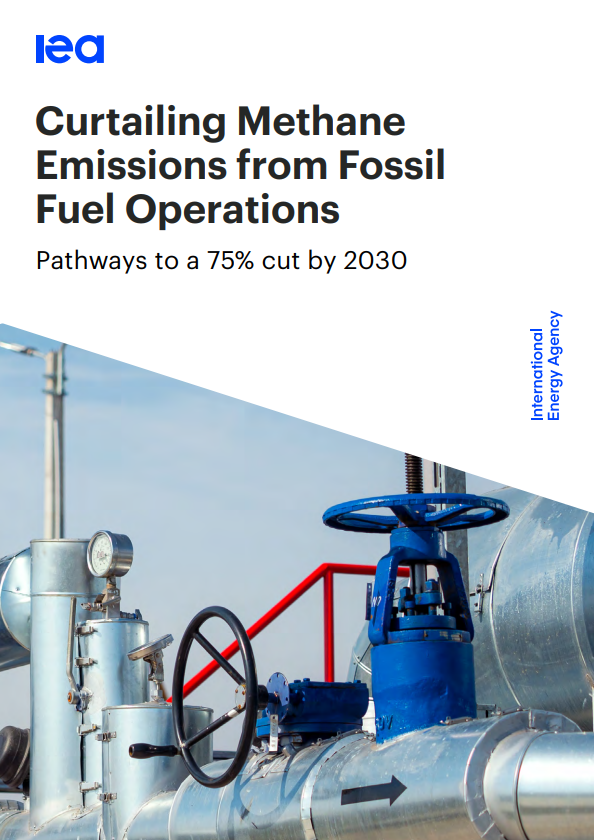 iea
Curtailing Methane
Emissions from Fossil
Fuel Operations
Pathways to a 75% cut by 2030
International
Energy Agency